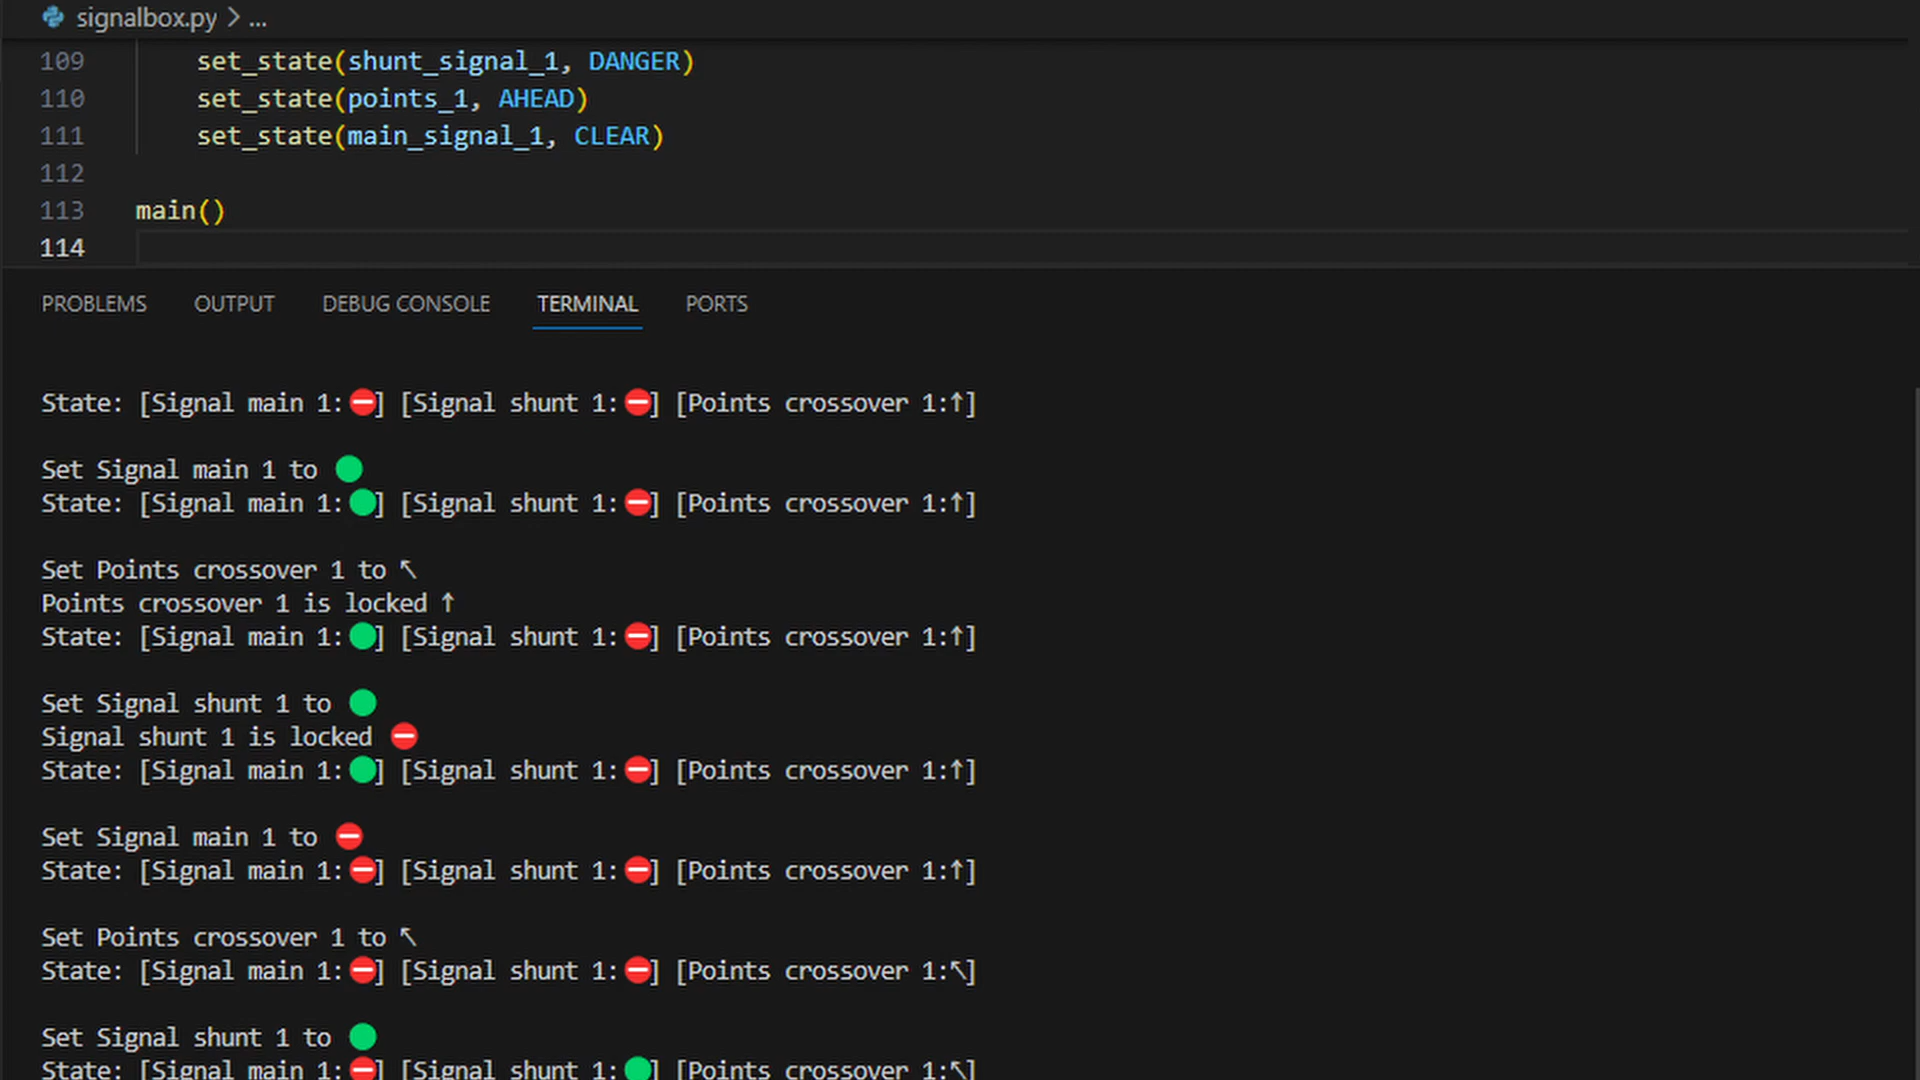 signalbox.py > ...
109 set_state(shunt_signal_1, DANGER)
110 set_state(points_1, AHEAD)
111 set_state(main_signal_1, CLEAR)
112
113 main()
114
PROBLEMS OUTPUT DEBUG CONSOLE TERMINAL PORTS
State: [Signal main 1:⛔] [Signal shunt 1:⛔] [Points crossover 1:↑]
Set Signal main 1 to 🟢
State: [Signal main 1:🟢] [Signal shunt 1:⛔] [Points crossover 1:↑]
Set Points crossover 1 to ↖
Points crossover 1 is locked ↑
State: [Signal main 1:🟢] [Signal shunt 1:⛔] [Points crossover 1:↑]
Set Signal shunt 1 to 🟢
Signal shunt 1 is locked ⛔
State: [Signal main 1:🟢] [Signal shunt 1:⛔] [Points crossover 1:↑]
Set Signal main 1 to ⛔
State: [Signal main 1:⛔] [Signal shunt 1:⛔] [Points crossover 1:↑]
Set Points crossover 1 to ↖
State: [Signal main 1:⛔] [Signal shunt 1:⛔] [Points crossover 1:↖]
Set Signal shunt 1 to 🟢
State: [Signal main 1:⛔] [Signal shunt 1:🟢] [Points crossover 1:↖]